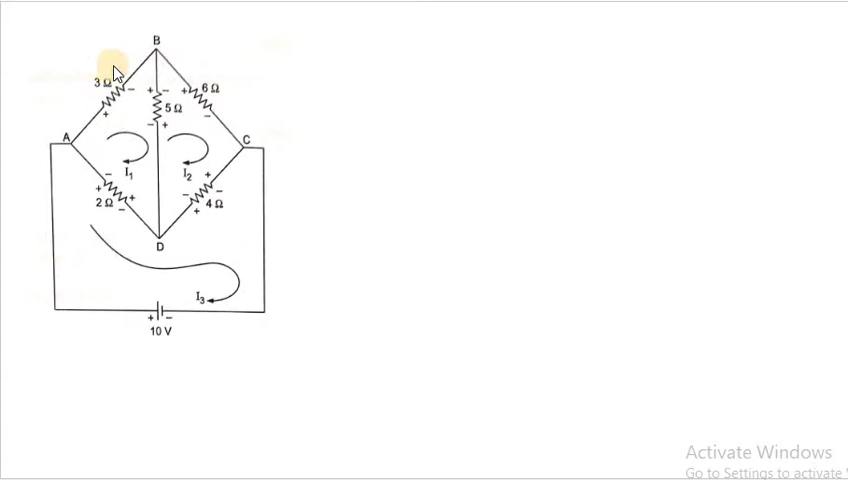 B
3 Ω
6 Ω
+ − + − +
5 Ω
+ − + −
A
C
I₁
I₂
− + +
+ + − −
2 Ω
4 Ω
− +
D
I₃
+ −
10 V
Activate Windows
Go to Settings to activate